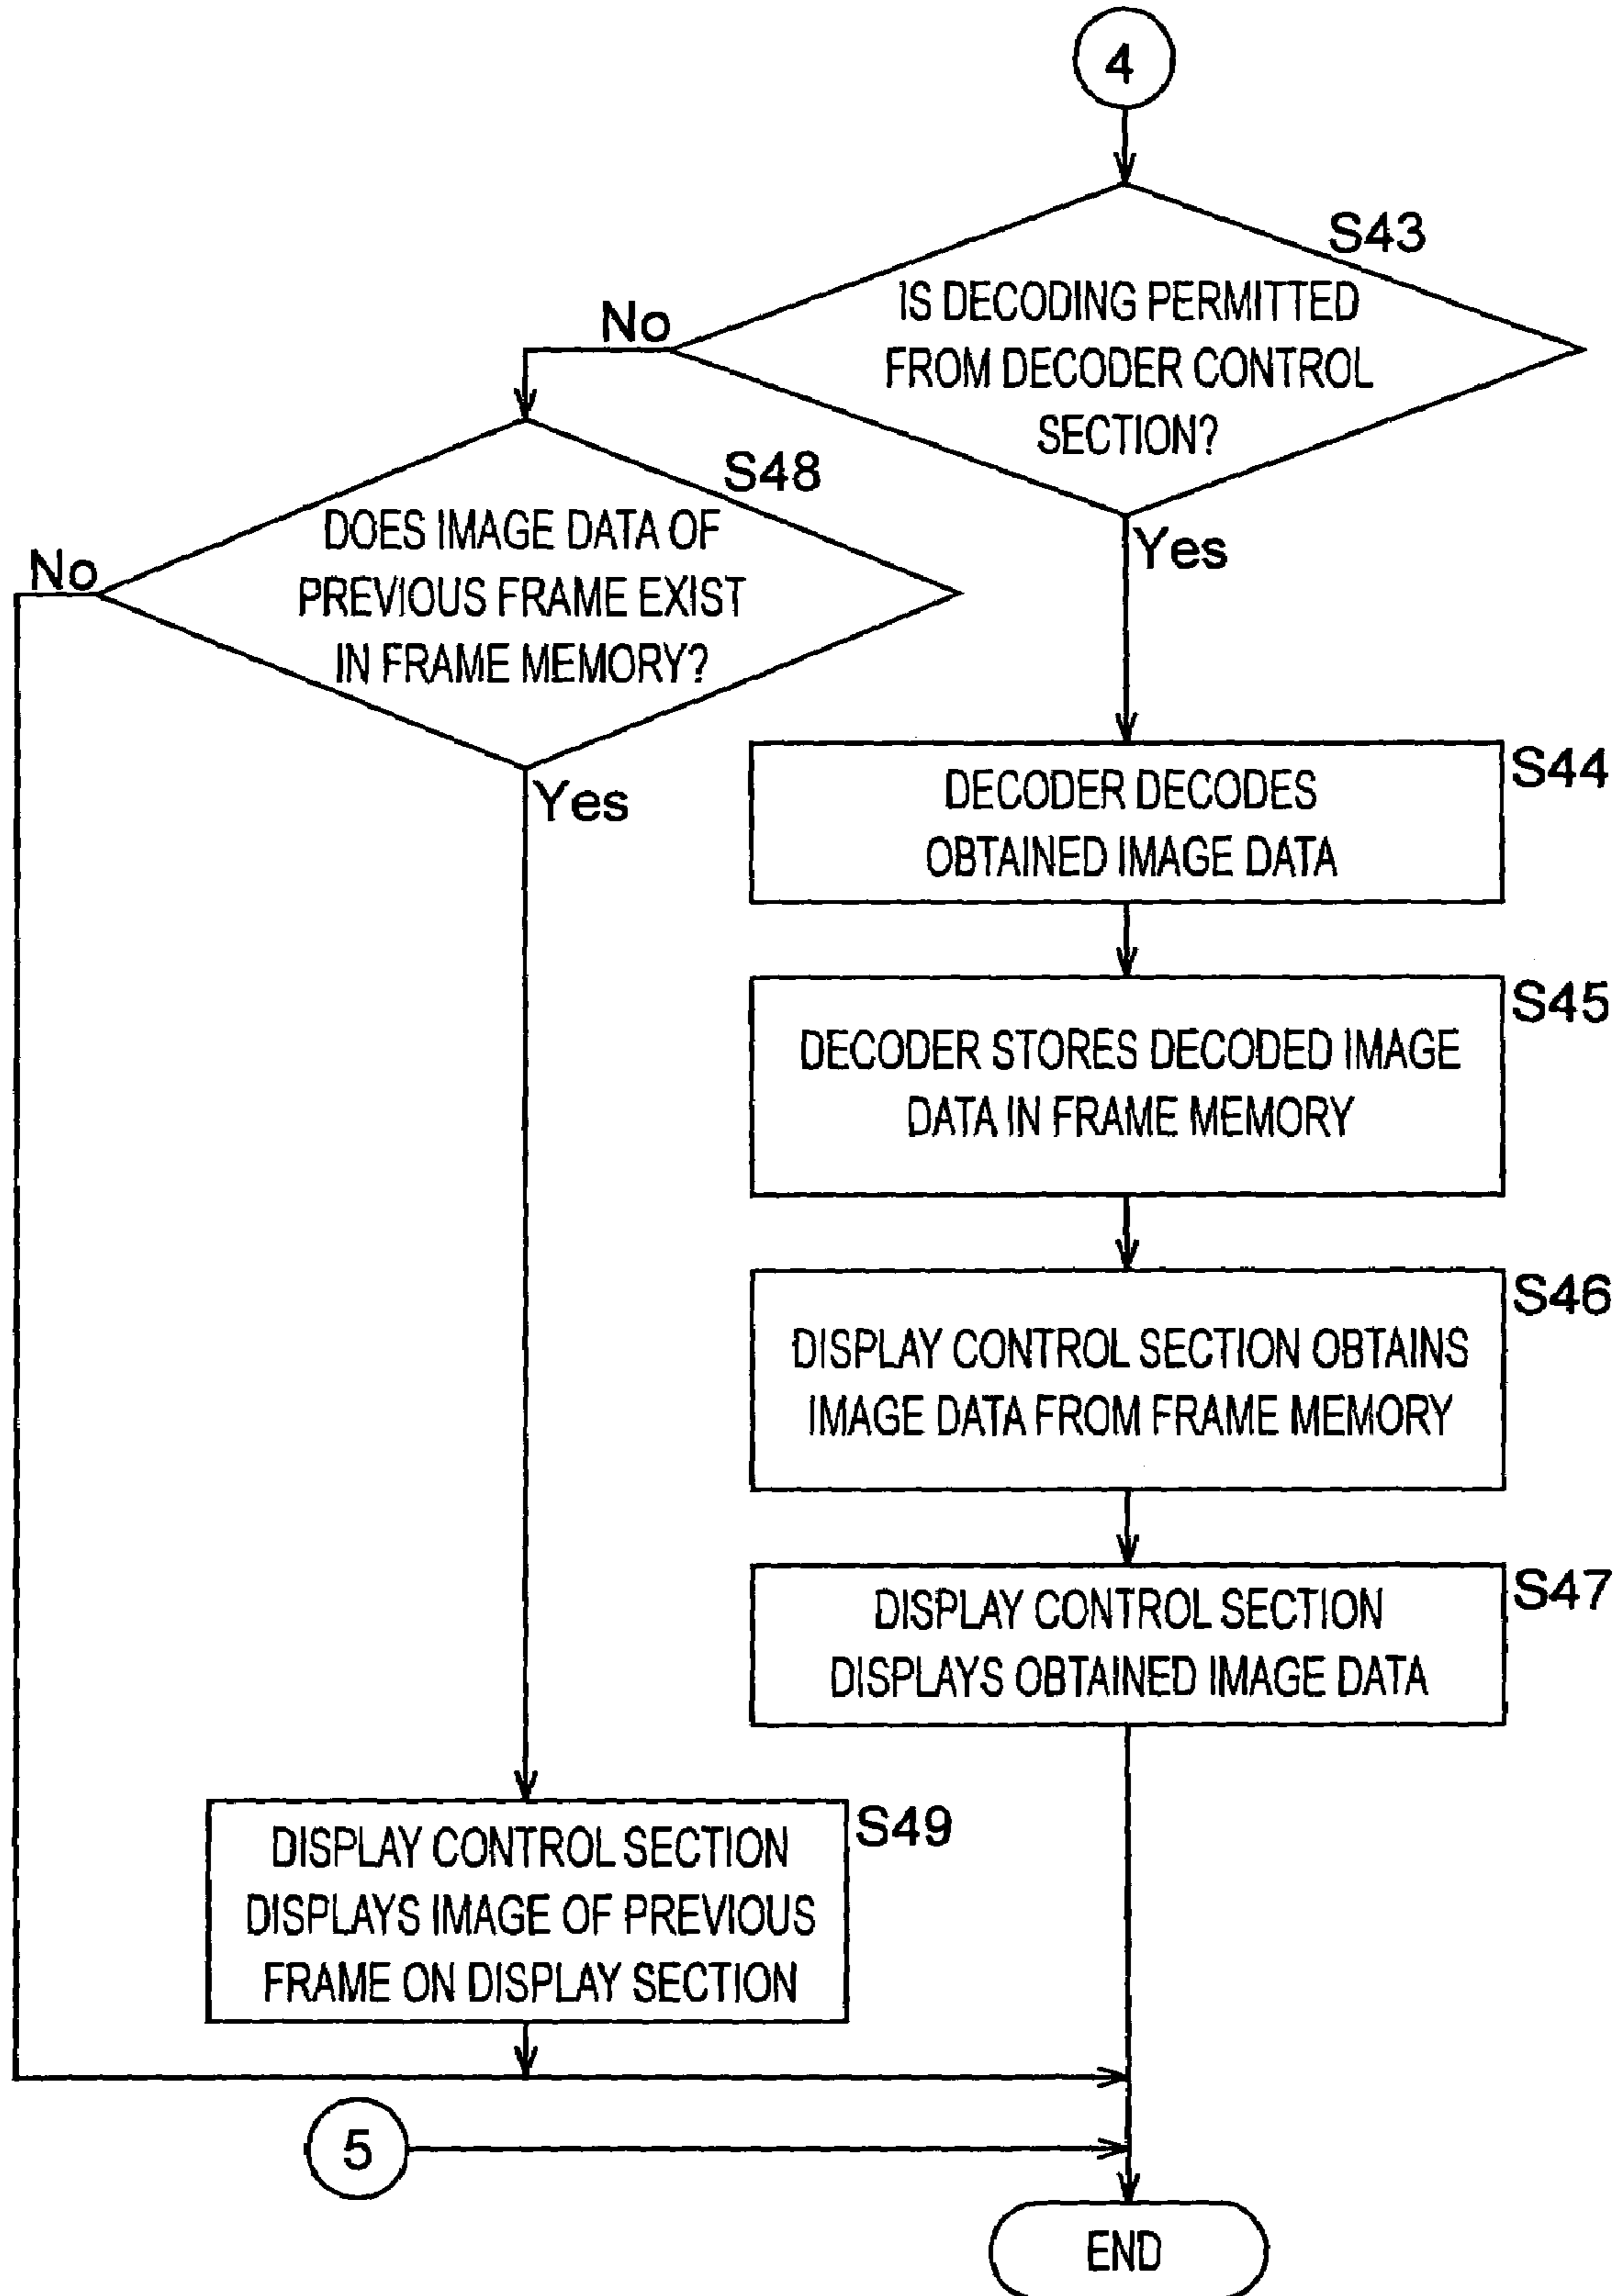 4
S43
IS DECODING PERMITTED
FROM DECODER CONTROL
SECTION?
No
Yes
S48
DOES IMAGE DATA OF
PREVIOUS FRAME EXIST
IN FRAME MEMORY?
No
Yes
S44
DECODER DECODES
OBTAINED IMAGE DATA
S45
DECODER STORES DECODED IMAGE
DATA IN FRAME MEMORY
S46
DISPLAY CONTROL SECTION OBTAINS
IMAGE DATA FROM FRAME MEMORY
S47
DISPLAY CONTROL SECTION
DISPLAYS OBTAINED IMAGE DATA
S49
DISPLAY CONTROL SECTION
DISPLAYS IMAGE OF PREVIOUS
FRAME ON DISPLAY SECTION
5
END